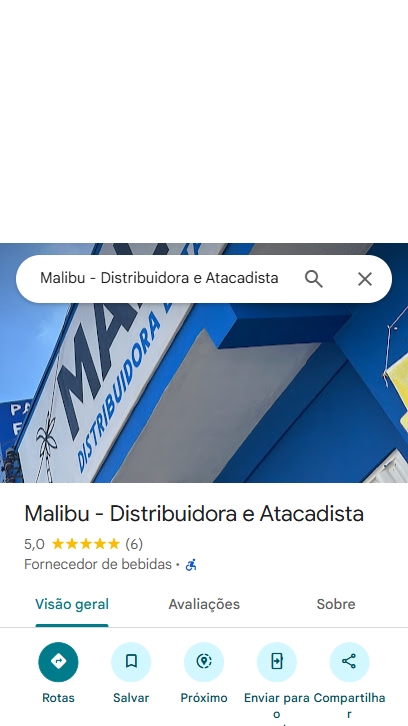 Malibu - Distribuidora e Atacadista
MA
DISTRIBUIDORA
Malibu - Distribuidora e Atacadista
5,0 (6)
Fornecedor de bebidas ·
Visão geral Avaliações Sobre
Rotas Salvar Próximo Enviar para o Compartilhar